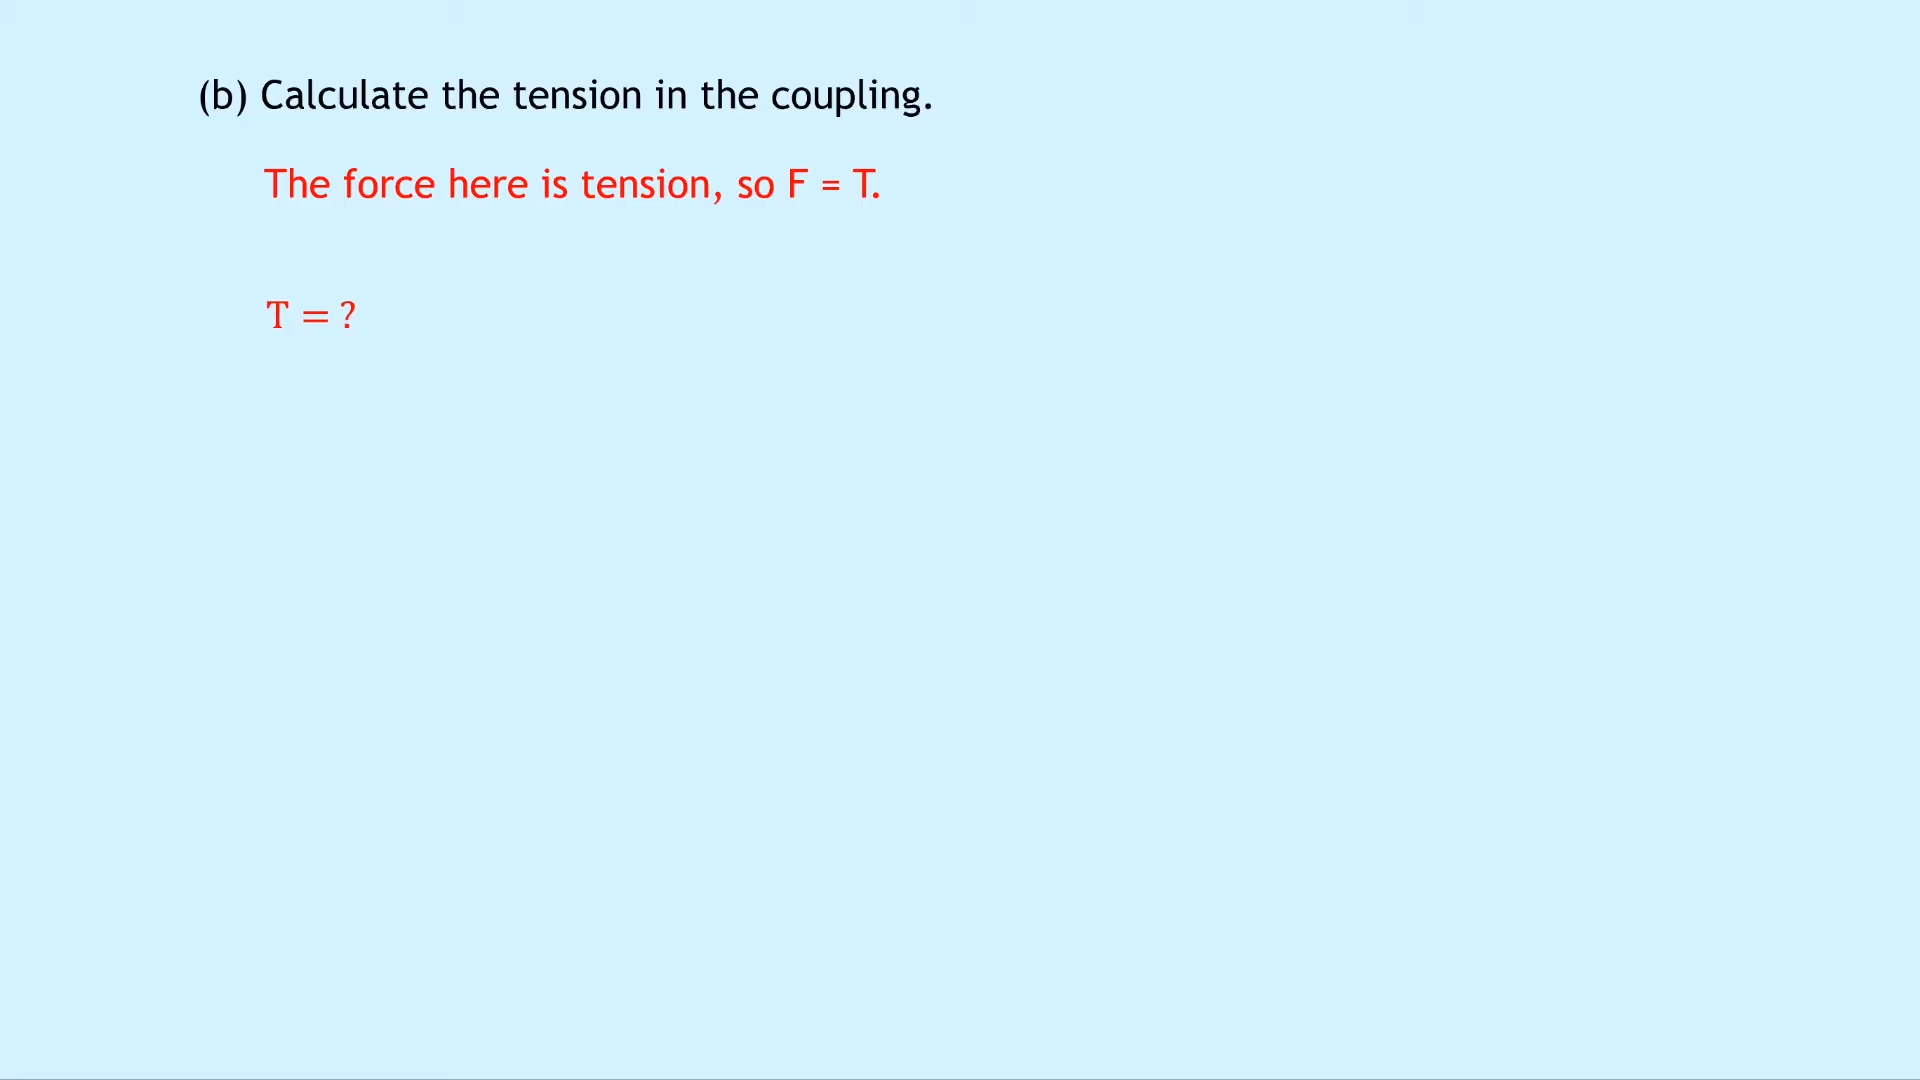 (b) Calculate the tension in the coupling.
The force here is tension, so F = T.
T = ?